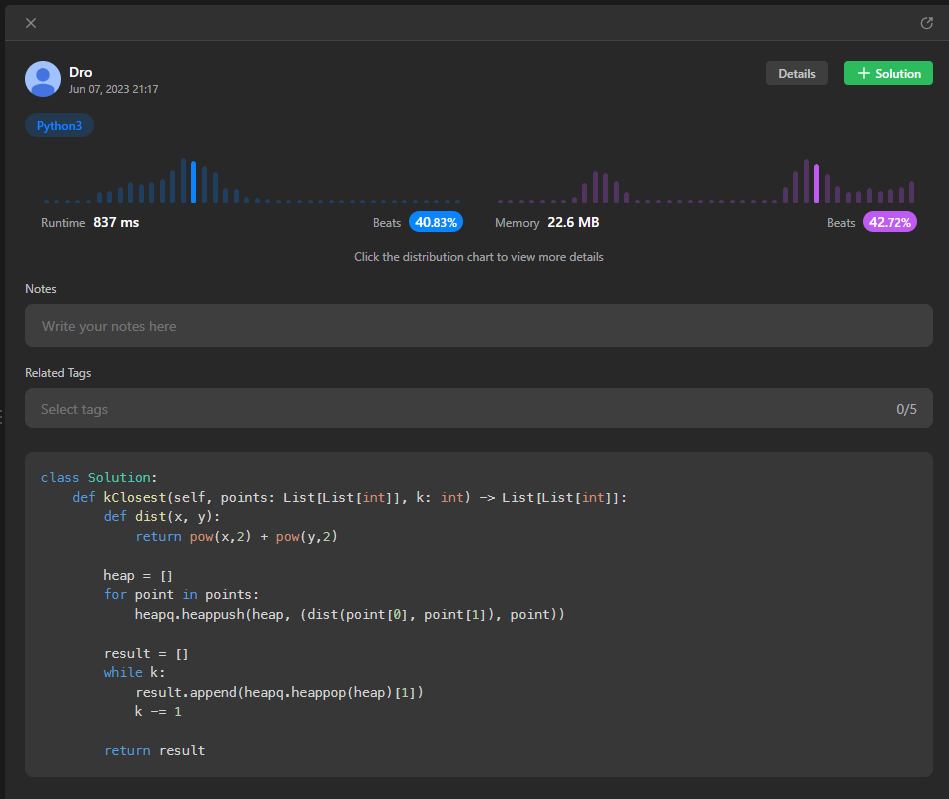 Dro
Jun 07, 2023 21:17
Details
Solution
Python3
Runtime 837 ms
Beats 40.83%
Memory 22.6 MB
Beats 42.72%
Click the distribution chart to view more details
Notes
Write your notes here
Related Tags
Select tags
0/5
class Solution:
    def kClosest(self, points: List[List[int]], k: int) -> List[List[int]]:
        def dist(x, y):
            return pow(x,2) + pow(y,2)

        heap = []
        for point in points:
            heapq.heappush(heap, (dist(point[0], point[1]), point))

        result = []
        while k:
            result.append(heapq.heappop(heap)[1])
            k -= 1

        return result